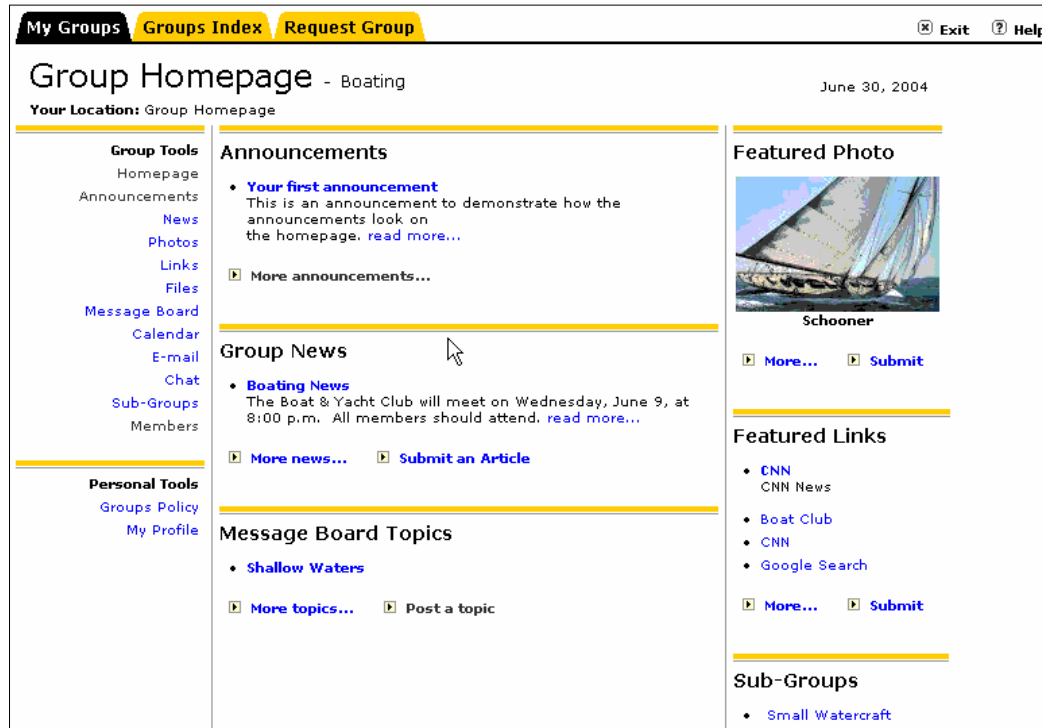 My Groups Groups Index Request Group Exit Help
Group Homepage - Boating
June 30, 2004
Your Location: Group Homepage
Group Tools
Homepage
Announcements
News
Photos
Links
Files
Message Board
Calendar
E-mail
Chat
Sub-Groups
Members
Personal Tools
Groups Policy
My Profile
Announcements
Your first announcement
This is an announcement to demonstrate how the
announcements look on
the homepage. read more...
More announcements...
Group News
Boating News
The Boat & Yacht Club will meet on Wednesday, June 9, at
8:00 p.m. All members should attend. read more...
More news... Submit an Article
Message Board Topics
Shallow Waters
More topics... Post a topic
Featured Photo
Schooner
More... Submit
Featured Links
CNN
CNN News
Boat Club
CNN
Google Search
More... Submit
Sub-Groups
Small Watercraft